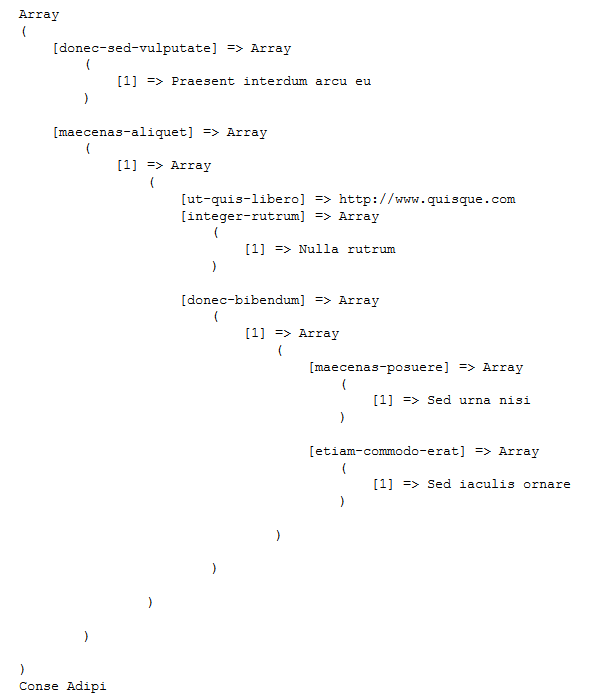 Array
(
    [donec-sed-vulputate] => Array
        (
            [1] => Praesent interdum arcu eu
        )

    [maecenas-aliquet] => Array
        (
            [1] => Array
                (
                    [ut-quis-libero] => http://www.quisque.com
                    [integer-rutrum] => Array
                        (
                            [1] => Nulla rutrum
                        )

                    [donec-bibendum] => Array
                        (
                            [1] => Array
                                (
                                    [maecenas-posuere] => Array
                                        (
                                            [1] => Sed urna nisi
                                        )

                                    [etiam-commodo-erat] => Array
                                        (
                                            [1] => Sed iaculis ornare
                                        )

                                )

                        )

                )

        )

)
Conse Adipi